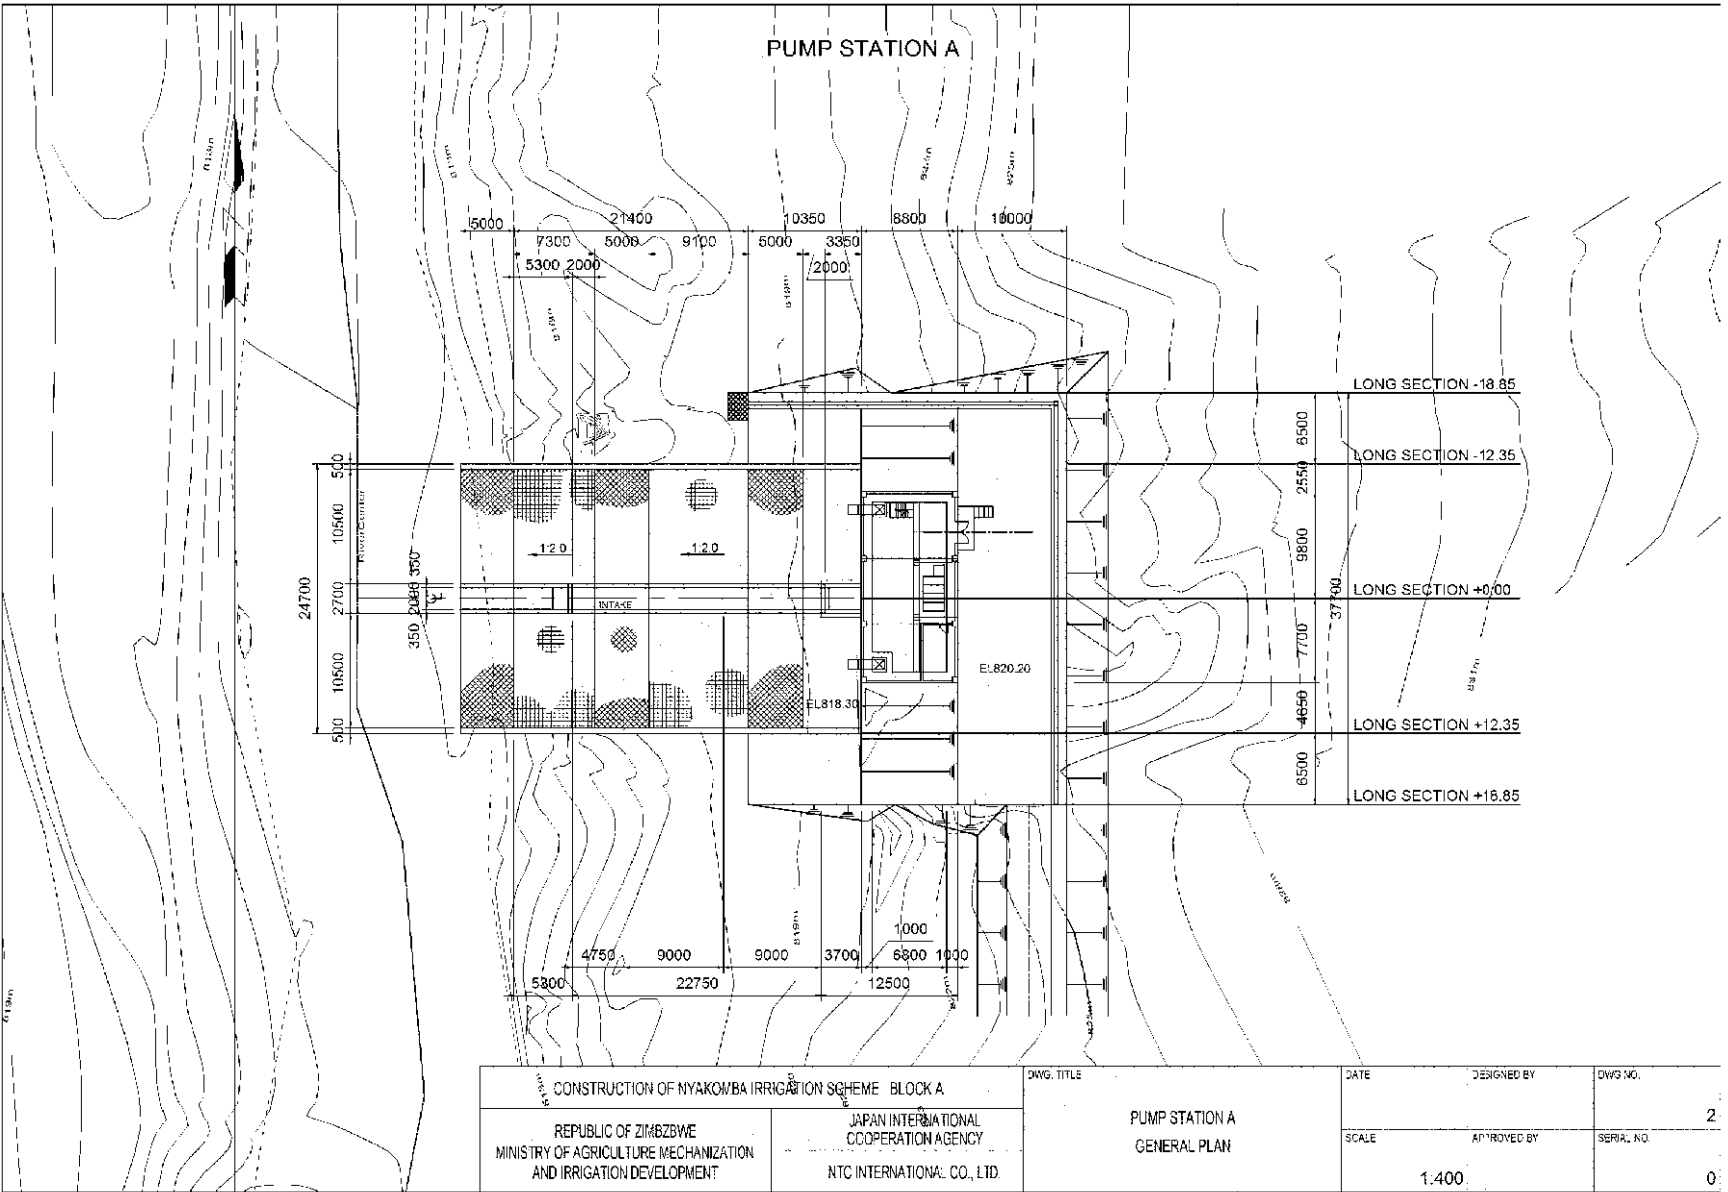 PUMP STATION A
5000
21400
10350
8800
10000
7300
5000
9100
5000
3350
5300
2000
2000
LONG SECTION -18.85
6500
LONG SECTION -12.35
2550
9800
LONG SECTION +0.00
37700
7700
4650
LONG SECTION +12.35
6500
LONG SECTION +18.85
24700
500
10500
350
2000
2700
350
10500
500
River Center
1:2.0
1:2.0
INTAKE
EL818.30
EL820.20
1000
4750
9000
9000
3700
6800
1000
5300
22750
12500
CONSTRUCTION OF NYAKOMBA IRRIGATION SCHEME BLOCK A
REPUBLIC OF ZIMBZBWE
MINISTRY OF AGRICULTURE MECHANIZATION
AND IRRIGATION DEVELOPMENT
JAPAN INTERNATIONAL
COOPERATION AGENCY
NTC INTERNATIONAL CO., LTD.
DWG. TITLE
PUMP STATION A
GENERAL PLAN
DATE
DESIGNED BY
DWG NO.
2
SCALE
APPROVED BY
SERIAL NO.
1:400
0